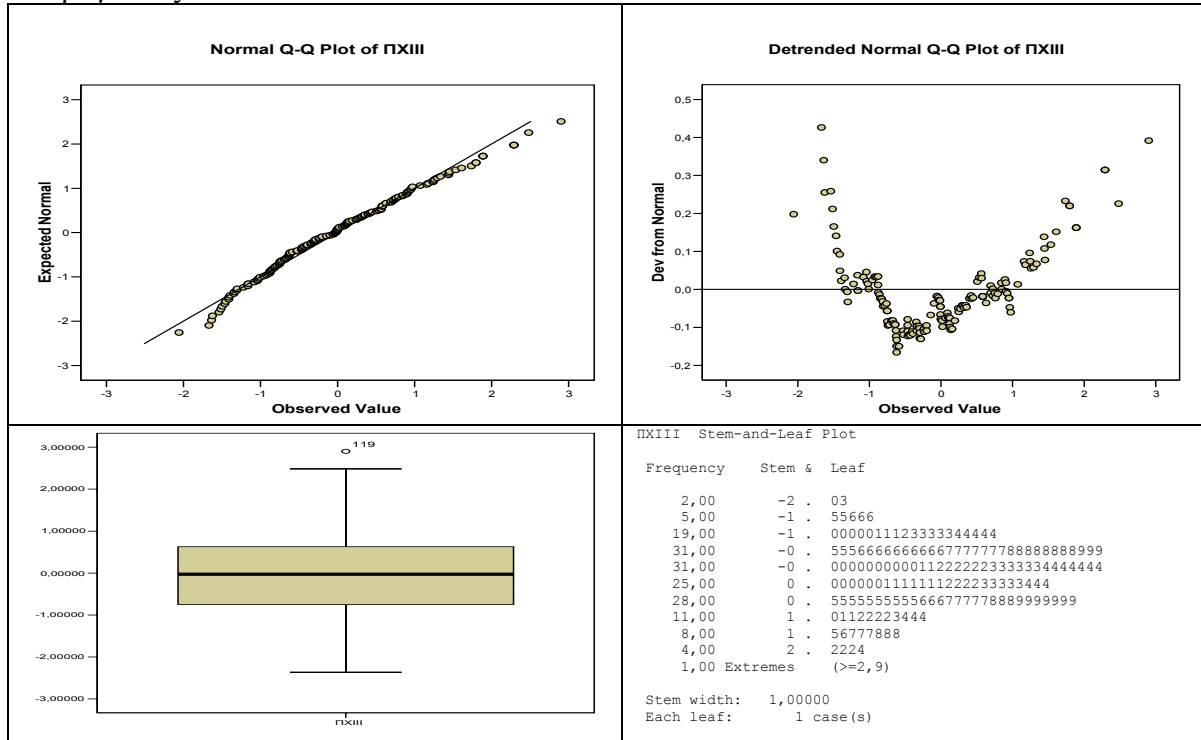 Normal Q-Q Plot of ΠXIII
Expected Normal
3
2
1
0
-1
-2
-3
-3 -2 -1 0 1 2 3
Observed Value
Detrended Normal Q-Q Plot of ΠXIII
Dev from Normal
0,5
0,4
0,3
0,2
0,1
0,0
-0,1
-0,2
-3 -2 -1 0 1 2 3
Observed Value
3,00000
2,00000
1,00000
0,00000
-1,00000
-2,00000
-3,00000
119
ΠXIII
ΠXIII Stem-and-Leaf Plot
Frequency Stem & Leaf
2,00 -2 . 03
5,00 -1 . 55666
19,00 -1 . 0000011123333344444
31,00 -0 . 5556666666666777777788888888999
31,00 -0 . 0000000000112222223333334444444
25,00 0 . 0000001111111222233333444
28,00 0 . 5555555555666777778889999999
11,00 1 . 01122223444
8,00 1 . 56777888
4,00 2 . 2224
1,00 Extremes (>=2,9)
Stem width: 1,00000
Each leaf: 1 case(s)